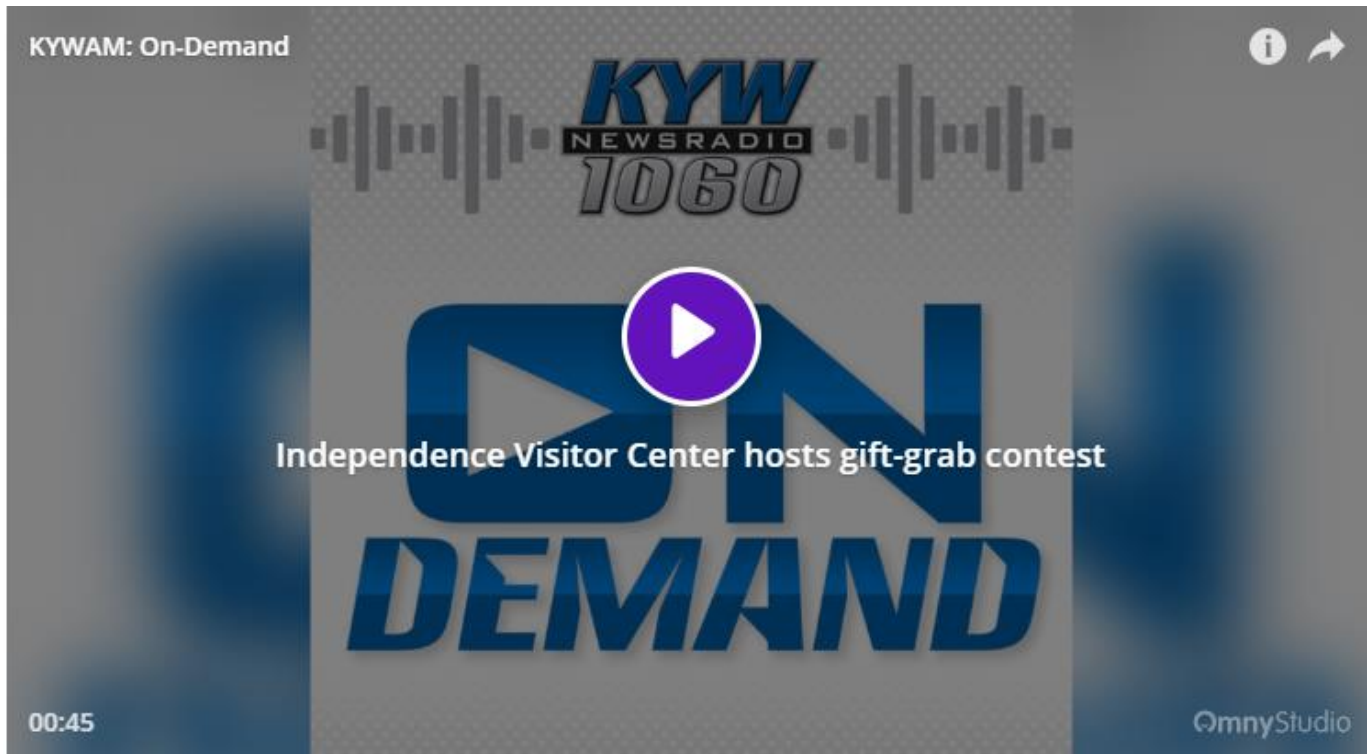 KYWAM: On-Demand
KYW
NEWSRADIO
1060
ON
Independence Visitor Center hosts gift-grab contest
DEMAND
00:45
OmnyStudio